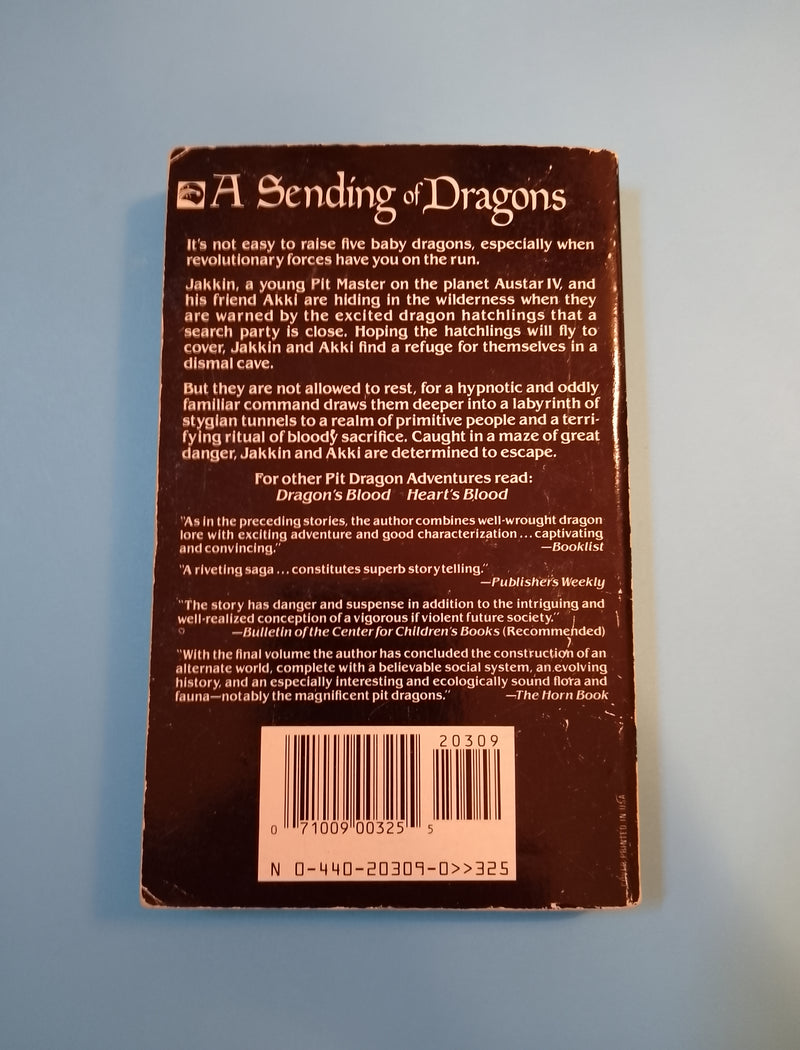 A Sending of Dragons
It's not easy to raise five baby dragons, especially when
revolutionary forces have you on the run.
Jakkin, a young Pit Master on the planet Austar IV, and
his friend Akki are hiding in the wilderness when they
are warned by the excited dragon hatchlings that a
search party is close. Hoping the hatchlings will fly to
cover, Jakkin and Akki find a refuge for themselves in a
dismal cave.
But they are not allowed to rest, for a hypnotic and oddly
familiar command draws them deeper into a labyrinth of
stygian tunnels to a realm of primitive people and a terri-
fying ritual of bloody sacrifice. Caught in a maze of great
danger, Jakkin and Akki are determined to escape.
For other Pit Dragon Adventures read:
Dragon's Blood Heart's Blood
"As in the preceding stories, the author combines well-wrought dragon
lore with exciting adventure and good characterization...captivating
and convincing." —Booklist
"A riveting saga...constitutes superb storytelling."
—Publisher's Weekly
"The story has danger and suspense in addition to the intriguing and
well-realized conception of a vigorous if violent future society."
—Bulletin of the Center for Children's Books (Recommended)
"With the final volume the author has concluded the construction of an
alternate world, complete with a believable social system, an evolving
history, and an especially interesting and ecologically sound flora and
fauna—notably the magnificent pit dragons." —The Horn Book
20309
0 71009 00325 5
N 0-440-20309-0>>325
COVER PRINTED IN USA